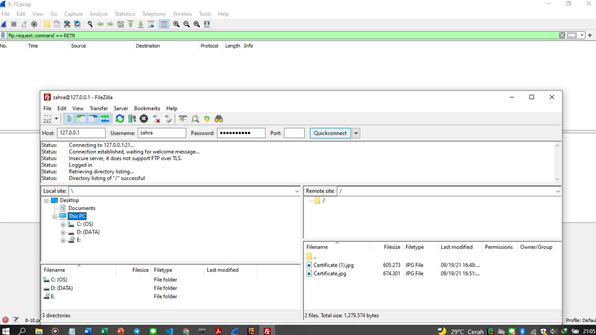 E-10.pcap
File Edit View Go Capture Analyze Statistics Telephony Wireless Tools Help
ftp.request.command == RETR
No. Time Source Destination Protocol Length Info
zahra@127.0.0.1 - FileZilla
File Edit View Transfer Server Bookmarks Help
Host: 127.0.0.1 Username: zahra Password: ●●●●●●●●●●● Port: Quickconnect
Status: Connecting to 127.0.0.1:21...
Status: Connection established, waiting for welcome message...
Status: Insecure server, it does not support FTP over TLS.
Status: Logged in
Status: Retrieving directory listing...
Status: Directory listing of "/" successful
Local site: \
Remote site: /
Desktop
Documents
This PC
C: (OS)
D: (DATA)
E:
/
Filename Filesize Filetype Last modified Permissions Owner/Group
..
Certificate (1).jpg 605.273 JPG File 09/19/21 16:48:...
Certificate.jpg 674.301 JPG File 09/19/21 16:51:...
Filename Filesize Filetype Last modified
C: (OS) File folder
D: (DATA) File folder
E: File folder
3 directories
2 files. Total size: 1.279.574 bytes
Profile: Defau
29°C Cerah
21:05